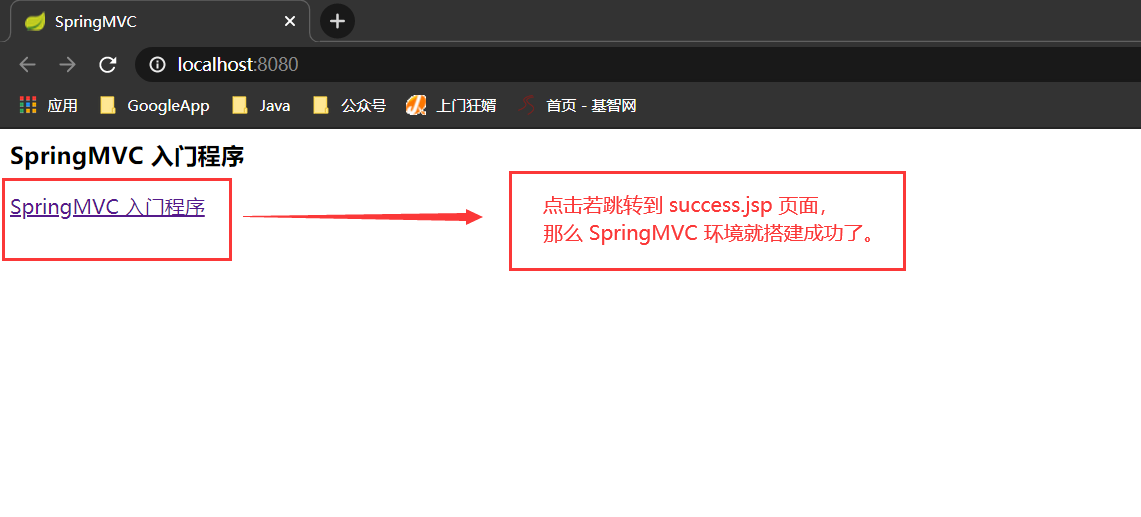 SpringMVC
localhost:8080
应用 GoogleApp Java 公众号 上门狂婿 首页 - 基智网
SpringMVC 入门程序
SpringMVC 入门程序
点击若跳转到 success.jsp 页面，
那么 SpringMVC 环境就搭建成功了。